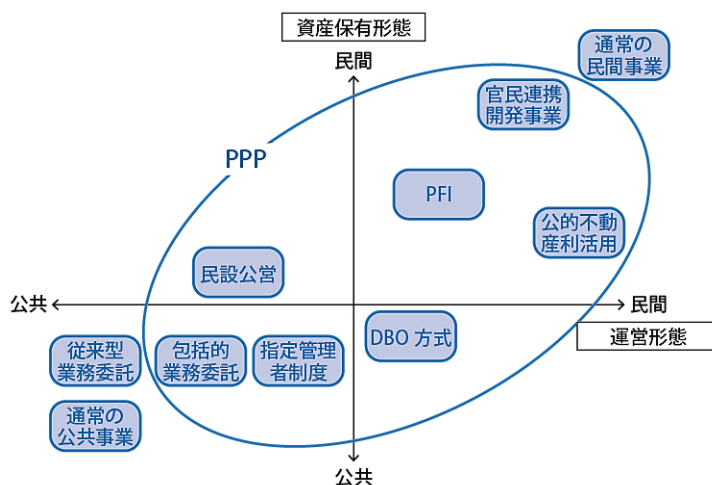 資産保有形態
民間
通常の
民間事業
官民連携
開発事業
PPP
PFI
公的不動
産利活用
民設公営
公共
民間
運営形態
DBO 方式
従来型
業務委託
包括的
業務委託
指定管理
者制度
通常の
公共事業
公共